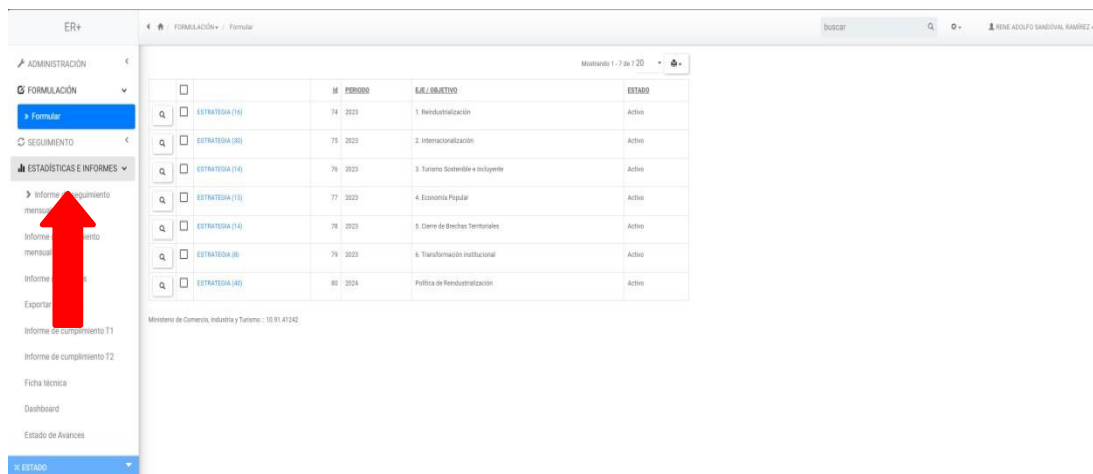 ER+
FORMULACIÓN / Formular
buscar
RENE ADOLFO SANDOVAL RAMÍREZ
ADMINISTRACIÓN
FORMULACIÓN
» Formular
SEGUIMIENTO
ESTADÍSTICAS E INFORMES
Informe seguimiento
Informe
Informe
Exportar
Informe de cumplimiento T1
Informe de cumplimiento T2
Ficha técnica
Dashboard
Estado de Avances
ESTADO
Mostrando 1 - 7 de 7 20
Id PERIODO EJE / OBJETIVO ESTADO
ESTRATEGIA (16) 74 2023 1. Reindustrialización Activo
ESTRATEGIA (30) 75 2023 2. Internacionalización Activo
ESTRATEGIA (14) 76 2023 3. Turismo Sostenible e Incluyente Activo
ESTRATEGIA (13) 77 2023 4. Economía Popular Activo
ESTRATEGIA (14) 78 2023 5. Cierre de Brechas Territoriales Activo
ESTRATEGIA (8) 79 2023 6. Transformación institucional Activo
ESTRATEGIA (40) 80 2024 Política de Reindustrialización Activo
Ministerio de Comercio, Industria y Turismo :: 10.91.41242